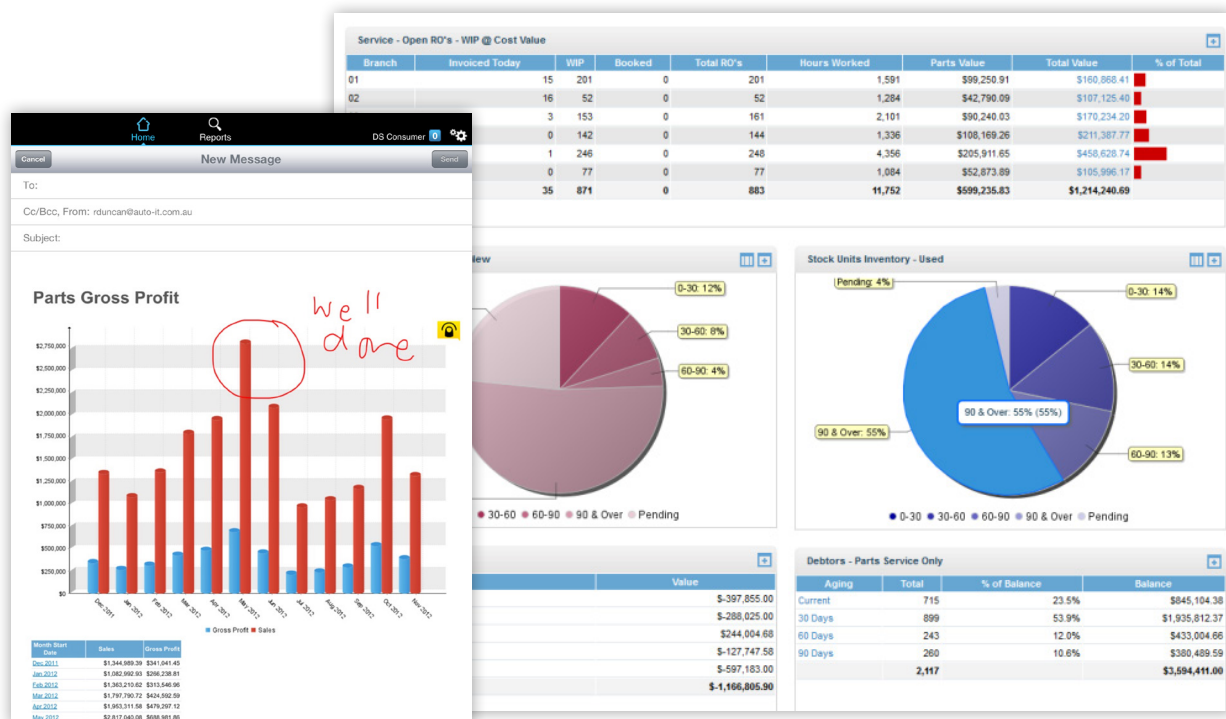 Service - Open RO's - WIP @ Cost Value
Branch Invoiced Today WIP Booked Total RO's Hours Worked Parts Value Total Value % of Total
01 15 201 0 201 1,591 $99,250.91 $160,868.41
02 16 52 0 52 1,284 $42,790.09 $107,125.40
3 153 0 161 2,101 $90,240.03 $170,234.20
0 142 0 144 1,336 $108,169.26 $211,387.77
1 246 0 248 4,356 $205,911.65 $458,628.74
0 77 0 77 1,084 $52,873.89 $105,996.17
35 871 0 883 11,752 $599,235.83 $1,214,240.69
Home Reports DS Consumer 0
Cancel New Message Send
To:
Cc/Bcc, From: rduncan@auto-it.com.au
Subject:
Parts Gross Profit
well
done
$2,750,000
$2,500,000
$2,250,000
$2,000,000
$1,750,000
$1,500,000
$1,250,000
$1,000,000
$750,000
$500,000
$250,000
$0
Dec 2011 Jan 2012 Feb 2012 Mar 2012 Apr 2012 May 2012 Jun 2012 Jul 2012 Aug 2012 Sep 2012 Oct 2012 Nov 2012
Gross Profit Sales
Month Start
Date Sales Gross Profit
Dec 2011 $1,344,989.39 $341,041.45
Jan 2012 $1,082,992.93 $266,238.81
Feb 2012 $1,363,210.62 $313,546.96
Mar 2012 $1,797,790.72 $424,592.59
Apr 2012 $1,953,311.58 $479,297.12
May 2012 $2,817,040.08 $688,981.86
iew
0-30: 12%
30-60: 8%
60-90: 4%
30-60 60-90 90 & Over Pending
Stock Units Inventory - Used
Pending: 4%
0-30: 14%
30-60: 14%
90 & Over: 55% (55%)
90 & Over: 55%
60-90: 13%
0-30 30-60 60-90 90 & Over Pending
Value
$-397,855.00
$-288,025.00
$244,004.68
$-127,747.58
$-597,183.00
$-1,166,805.90
Debtors - Parts Service Only
Aging Total % of Balance Balance
Current 715 23.5% $845,104.38
30 Days 899 53.9% $1,935,812.37
60 Days 243 12.0% $433,004.66
90 Days 260 10.6% $380,489.59
2,117 $3,594,411.00